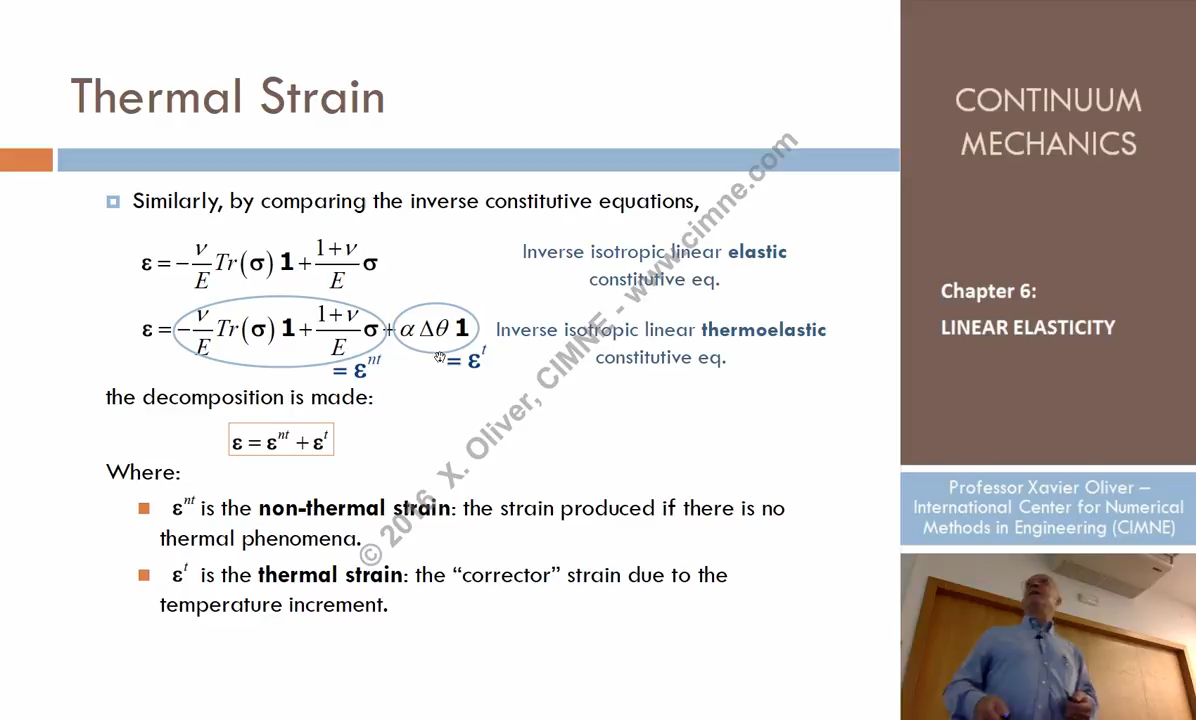 Thermal Strain
Similarly, by comparing the inverse constitutive equations,
ε = − ν/E Tr(σ) 1 + (1+ν)/E σ
Inverse isotropic linear elastic
constitutive eq.
ε = − ν/E Tr(σ) 1 + (1+ν)/E σ + α Δθ 1
= ε^nt
= ε^t
Inverse isotropic linear thermoelastic
constitutive eq.
the decomposition is made:
ε = ε^nt + ε^t
Where:
ε^nt is the non-thermal strain: the strain produced if there is no
thermal phenomena.
ε^t is the thermal strain: the “corrector” strain due to the
temperature increment.
© 2016 X. Oliver, CIMNE - www.cimne.com
CONTINUUM
MECHANICS
Chapter 6:
LINEAR ELASTICITY
Professor Xavier Oliver –
International Center for Numerical
Methods in Engineering (CIMNE)